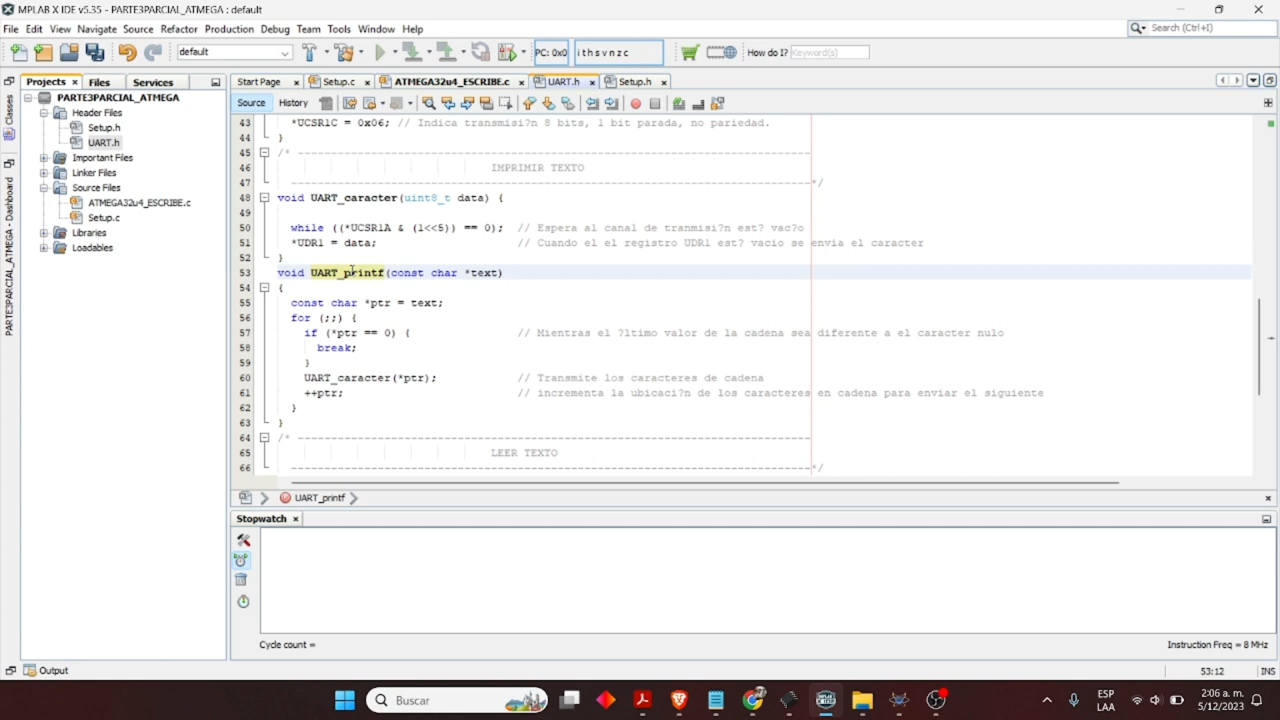 MPLAB X IDE v5.35 - PARTE3PARCIAL_ATMEGA : default
File Edit View Navigate Source Refactor Production Debug Team Tools Window Help
Search (Ctrl+I)
default
PC: 0x0
i t h s v n z c
How do I?
Keyword(s)
Projects
Files
Services
Start Page
Setup.c
ATMEGA32u4_ESCRIBE.c
UART.h
Setup.h
Source
History
Classes
PARTE3PARCIAL_ATMEGA - Dashboard
PARTE3PARCIAL_ATMEGA
Header Files
Setup.h
UART.h
Important Files
Linker Files
Source Files
ATMEGA32u4_ESCRIBE.c
Setup.c
Libraries
Loadables
43 *UCSR1C = 0x06; // Indica transmisi?n 8 bits, 1 bit parada, no pariedad.
44 }
45 /* ------------------------------------------------------------------------------
46 IMPRIMIR TEXTO
47 -------------------------------------------------------------------------------*/
48 void UART_caracter(uint8_t data) {
49
50 while ((*UCSR1A & (1<<5)) == 0); // Espera al canal de tranmisi?n est? vac?o
51 *UDR1 = data; // Cuando el el registro UDR1 est? vacio se envia el caracter
52 }
53 void UART_printf(const char *text)
54 {
55 const char *ptr = text;
56 for (;;) {
57 if (*ptr == 0) { // Mientras el ?ltimo valor de la cadena sea diferente a el caracter nulo
58 break;
59 }
60 UART_caracter(*ptr); // Transmite los caracteres de cadena
61 ++ptr; // incrementa la ubicaci?n de los caracteres en cadena para enviar el siguiente
62 }
63 }
64 /* ------------------------------------------------------------------------------
65 LEER TEXTO
66 -------------------------------------------------------------------------------*/
UART_printf
Stopwatch
Cycle count =
Instruction Freq = 8 MHz
Output
53:12
INS
Buscar
ESP
LAA
2:06 a. m.
5/12/2023